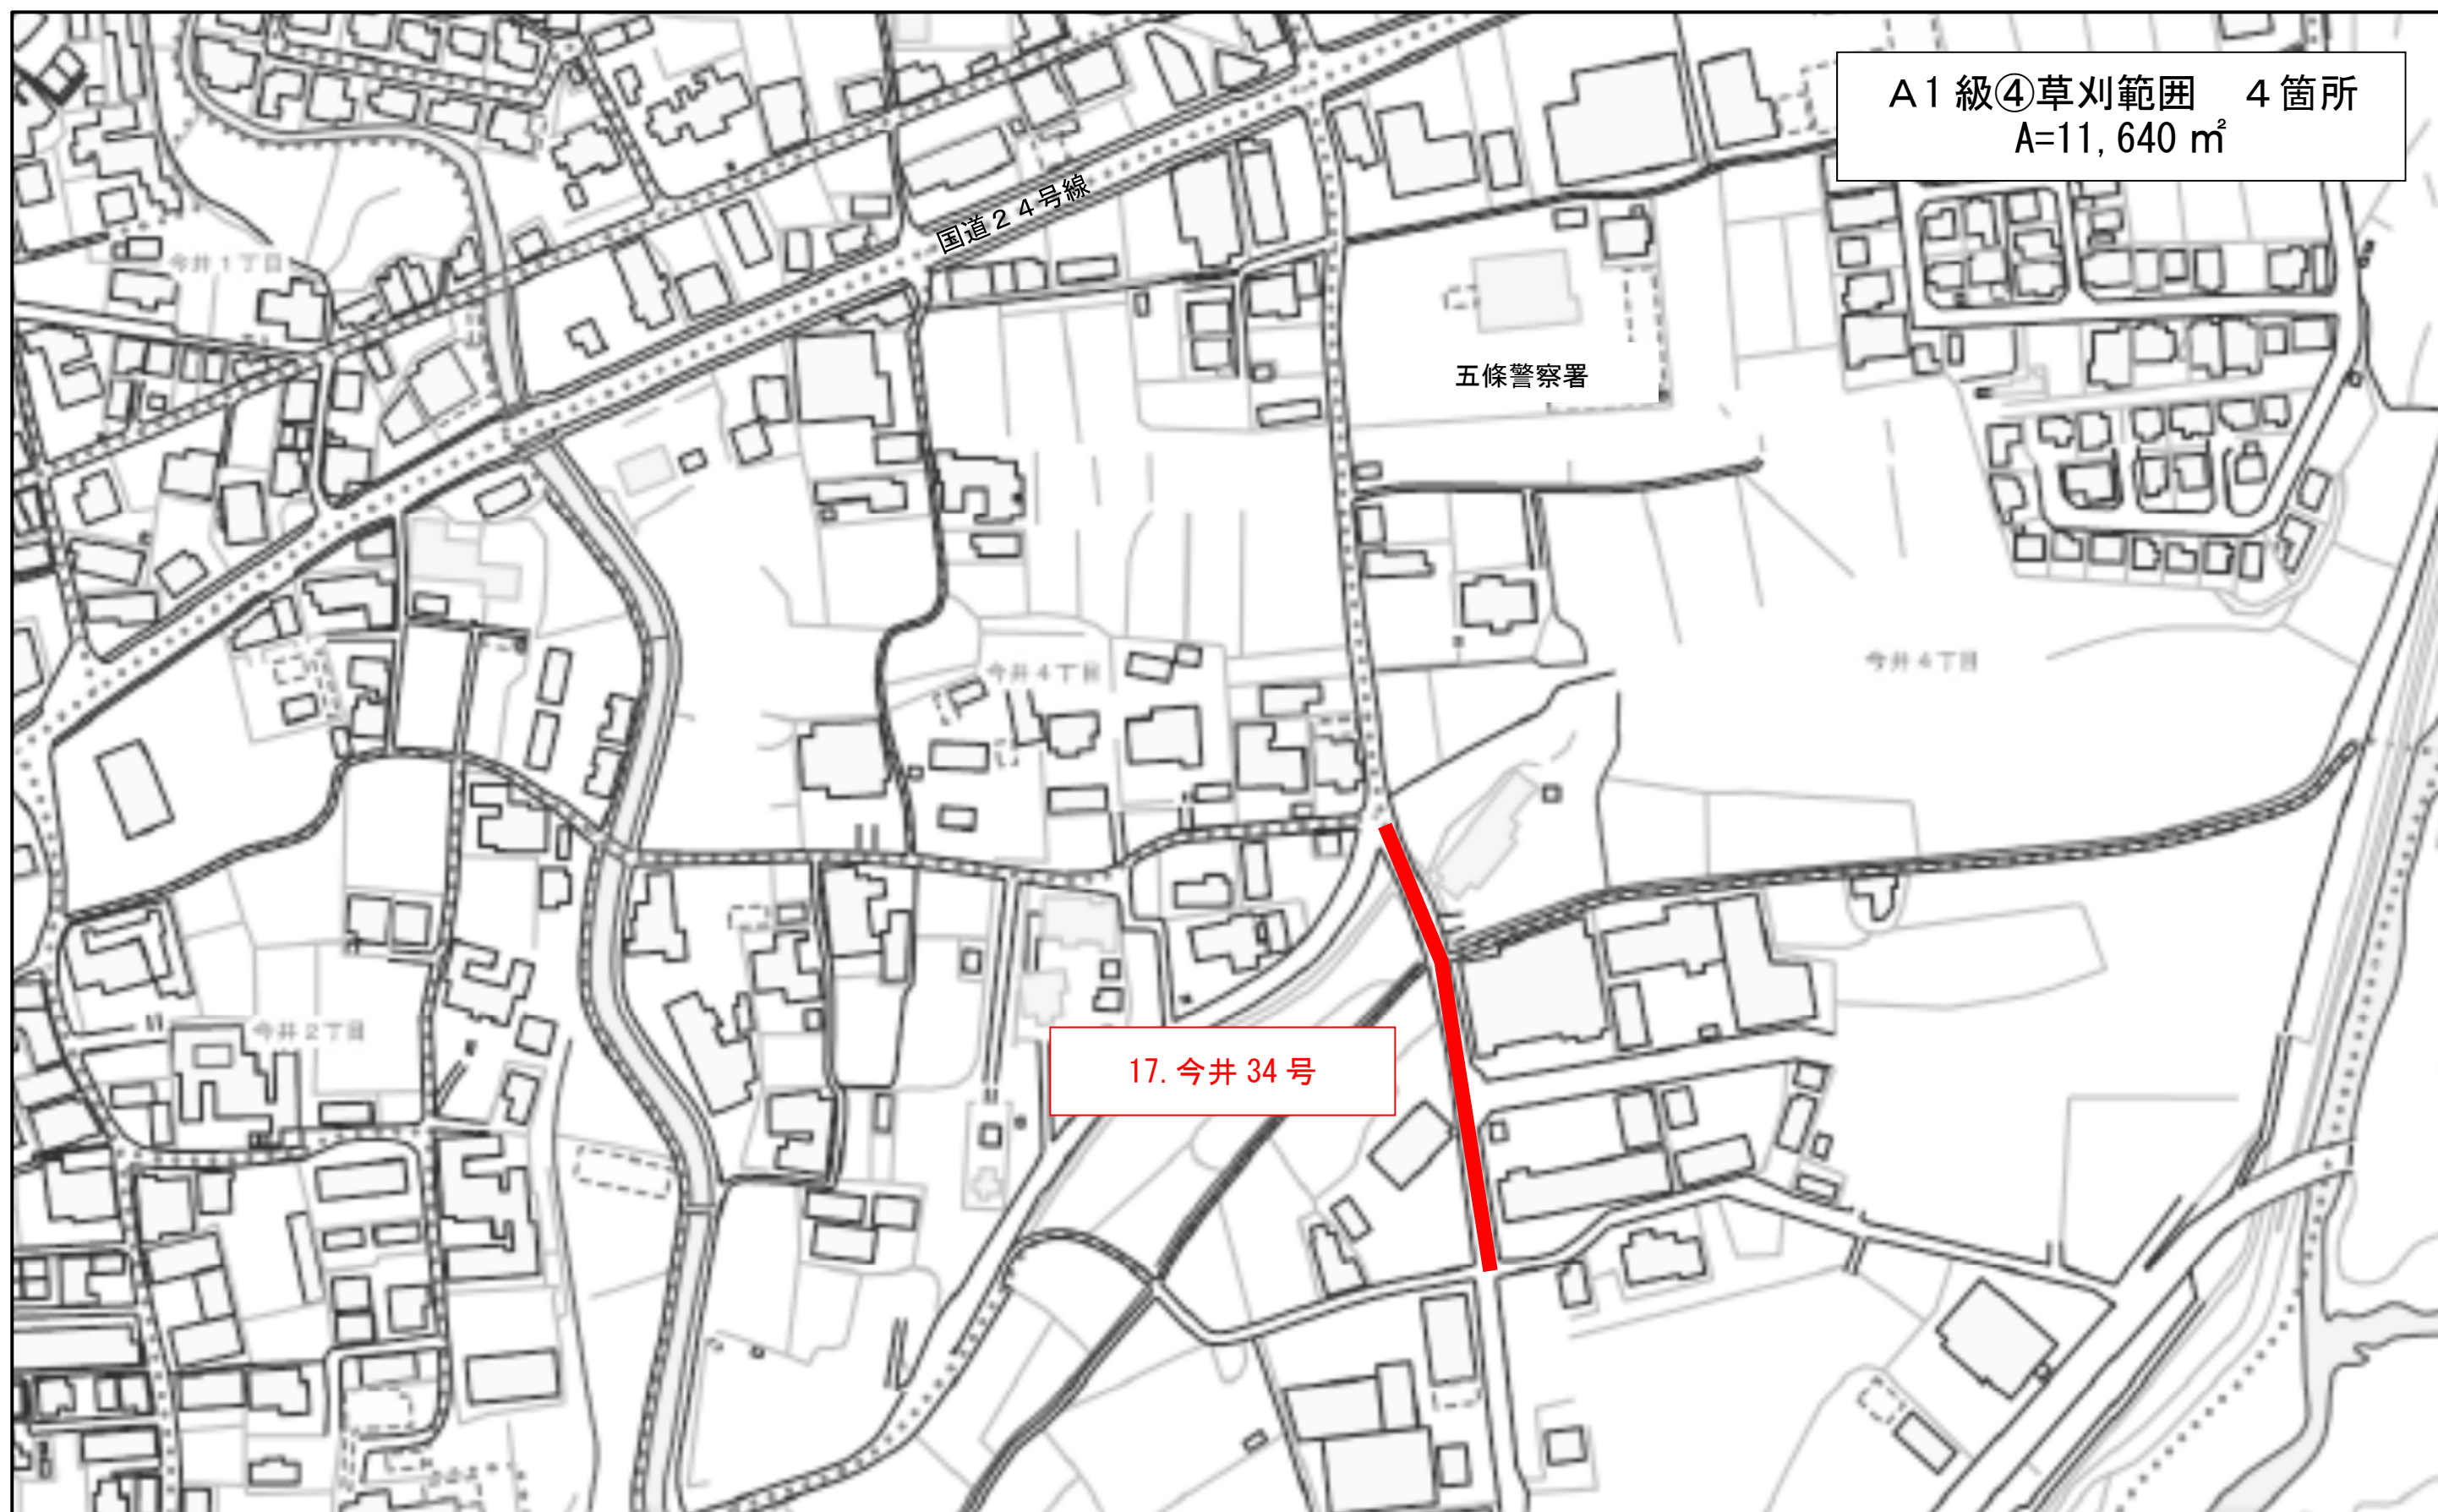 A1級④草刈範囲　4箇所
A=11,640 ㎡
国道24号線
今井1丁目
五條警察署
今井4丁目
今井4丁目
今井2丁目
17.今井34号